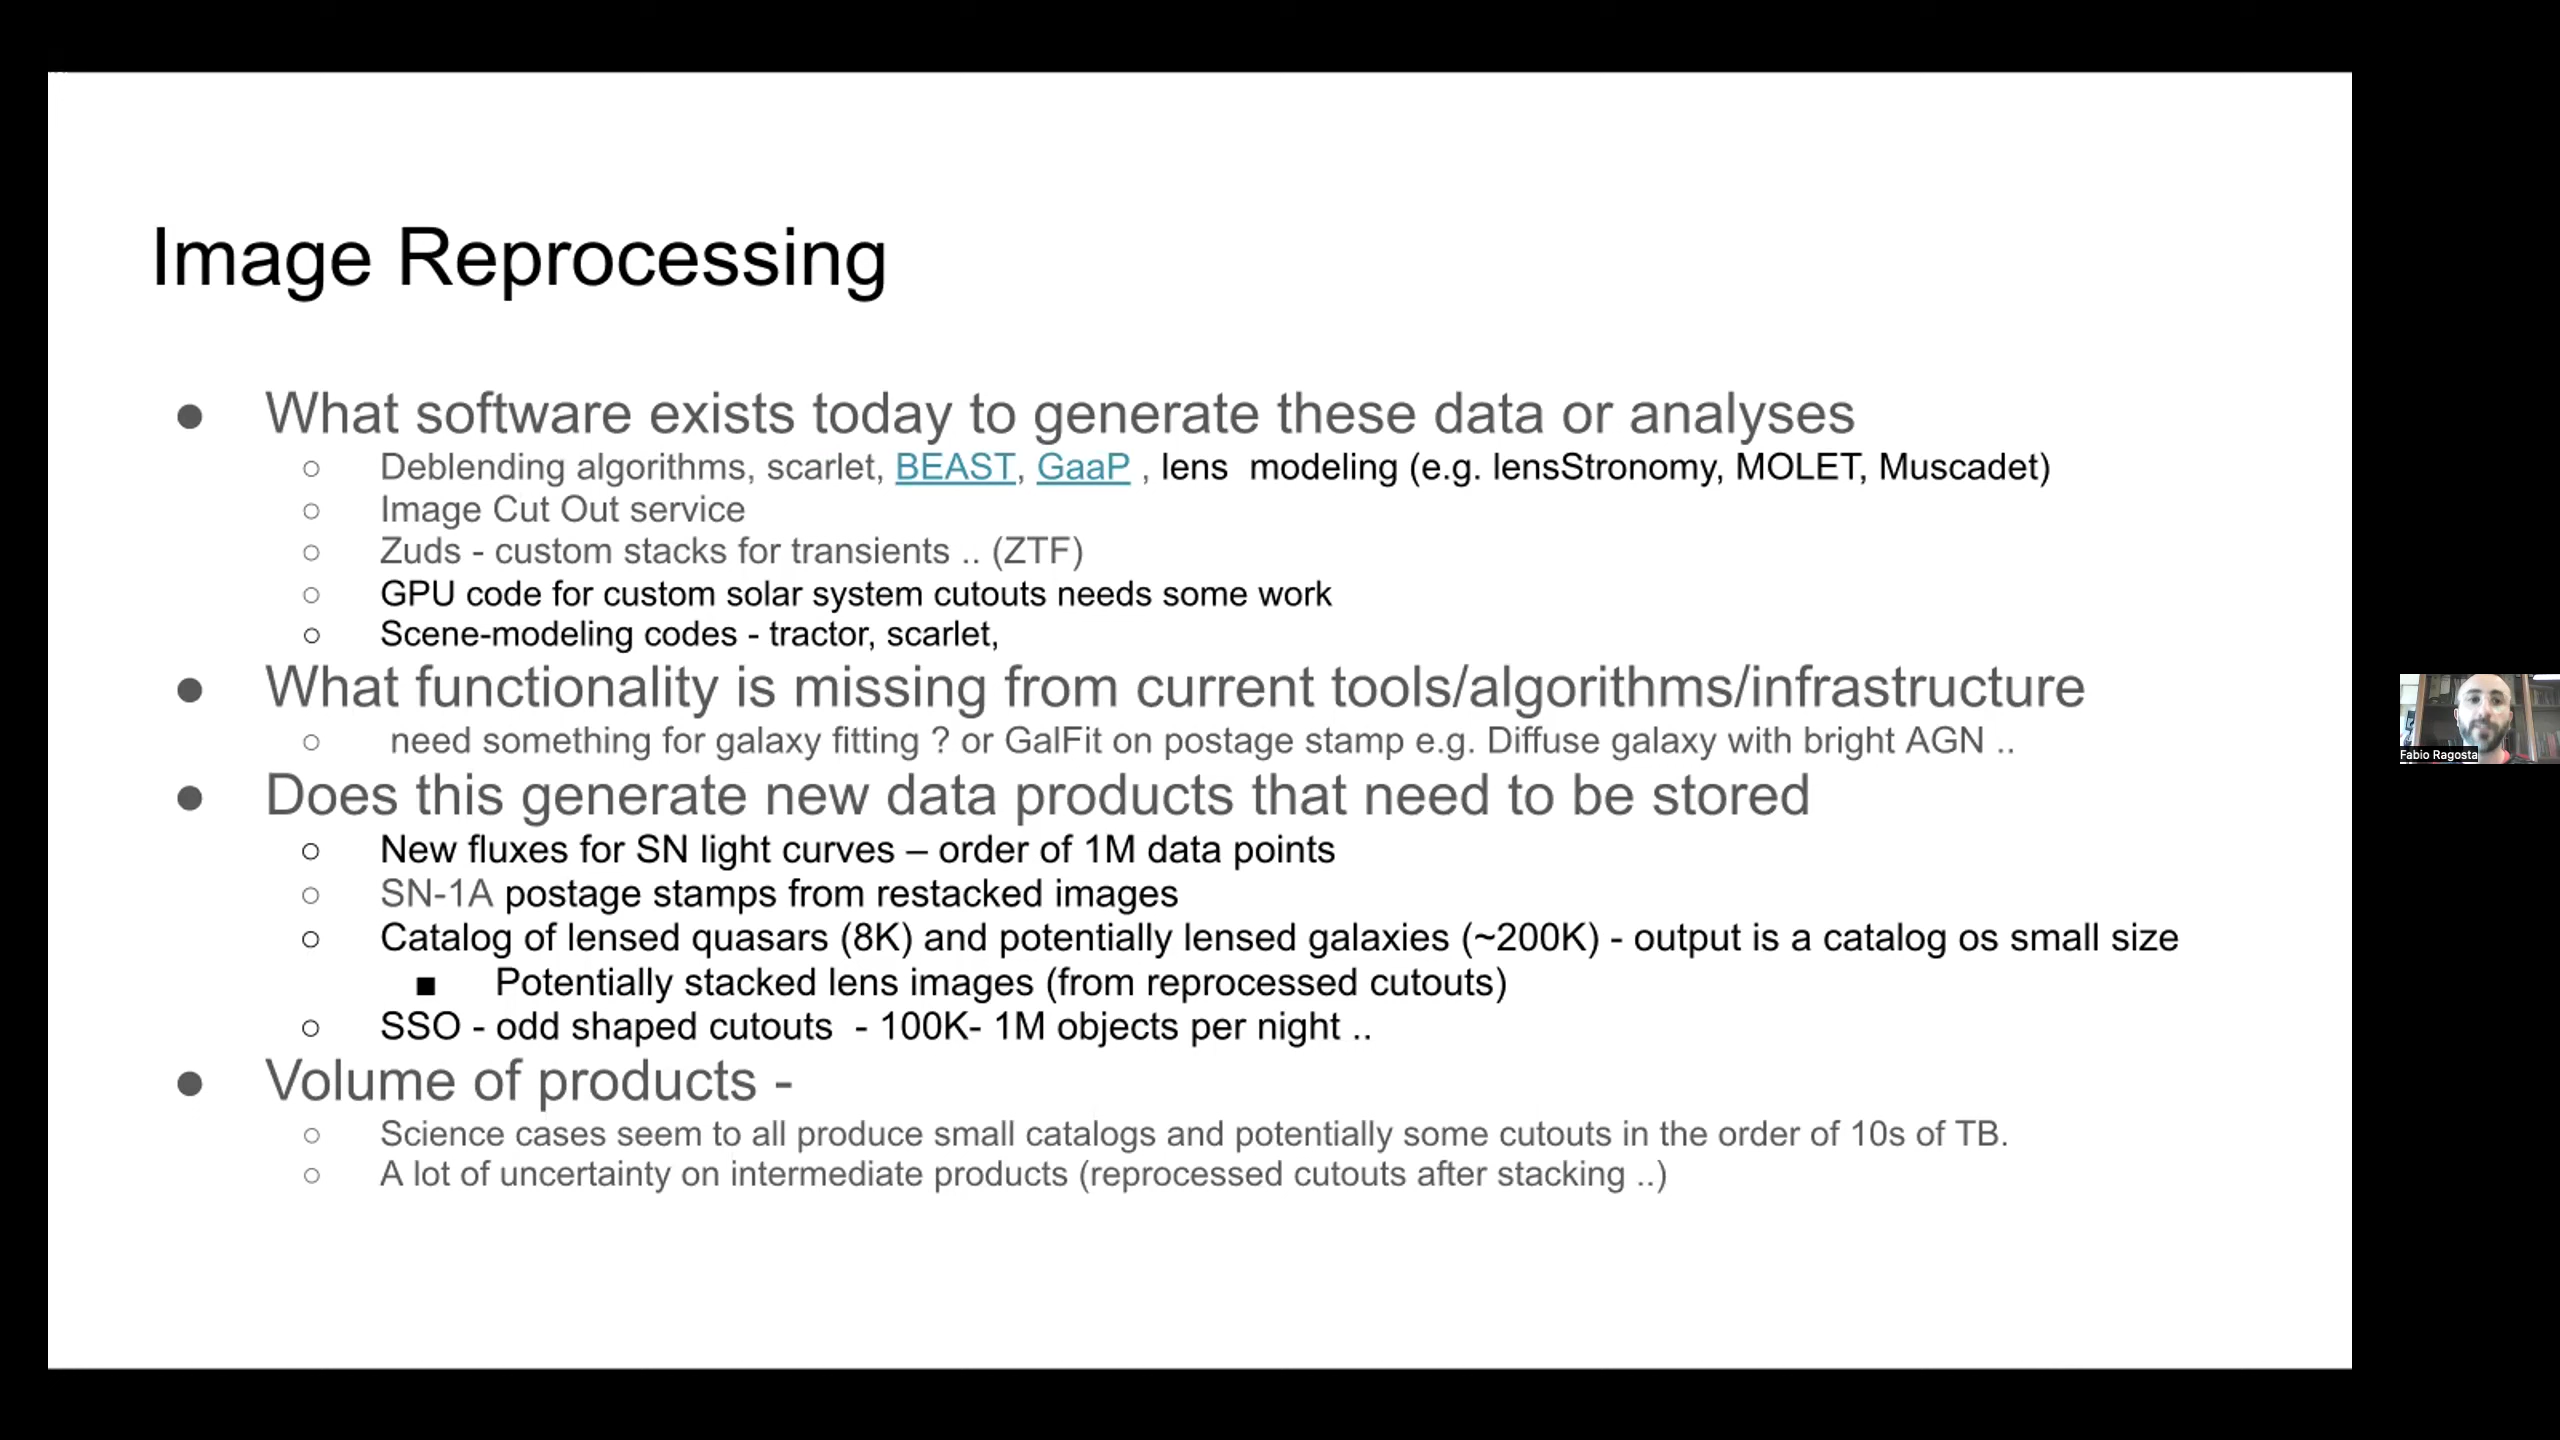 Image Reprocessing
● What software exists today to generate these data or analyses
○ Deblending algorithms, scarlet, BEAST, GaaP , lens modeling (e.g. lensStronomy, MOLET, Muscadet)
○ Image Cut Out service
○ Zuds - custom stacks for transients .. (ZTF)
○ GPU code for custom solar system cutouts needs some work
○ Scene-modeling codes - tractor, scarlet,
● What functionality is missing from current tools/algorithms/infrastructure
○ need something for galaxy fitting ? or GalFit on postage stamp e.g. Diffuse galaxy with bright AGN ..
● Does this generate new data products that need to be stored
○ New fluxes for SN light curves – order of 1M data points
○ SN-1A postage stamps from restacked images
○ Catalog of lensed quasars (8K) and potentially lensed galaxies (~200K) - output is a catalog os small size
■ Potentially stacked lens images (from reprocessed cutouts)
○ SSO - odd shaped cutouts - 100K- 1M objects per night ..
● Volume of products -
○ Science cases seem to all produce small catalogs and potentially some cutouts in the order of 10s of TB.
○ A lot of uncertainty on intermediate products (reprocessed cutouts after stacking ..)
Fabio Ragosta